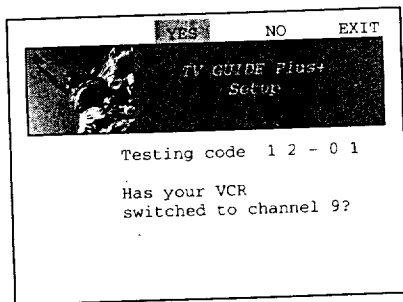 YES NO EXIT
TV GUIDE Plus+
Setup
Testing code 1 2 - 0 1
Has your VCR
switched to channel 9?